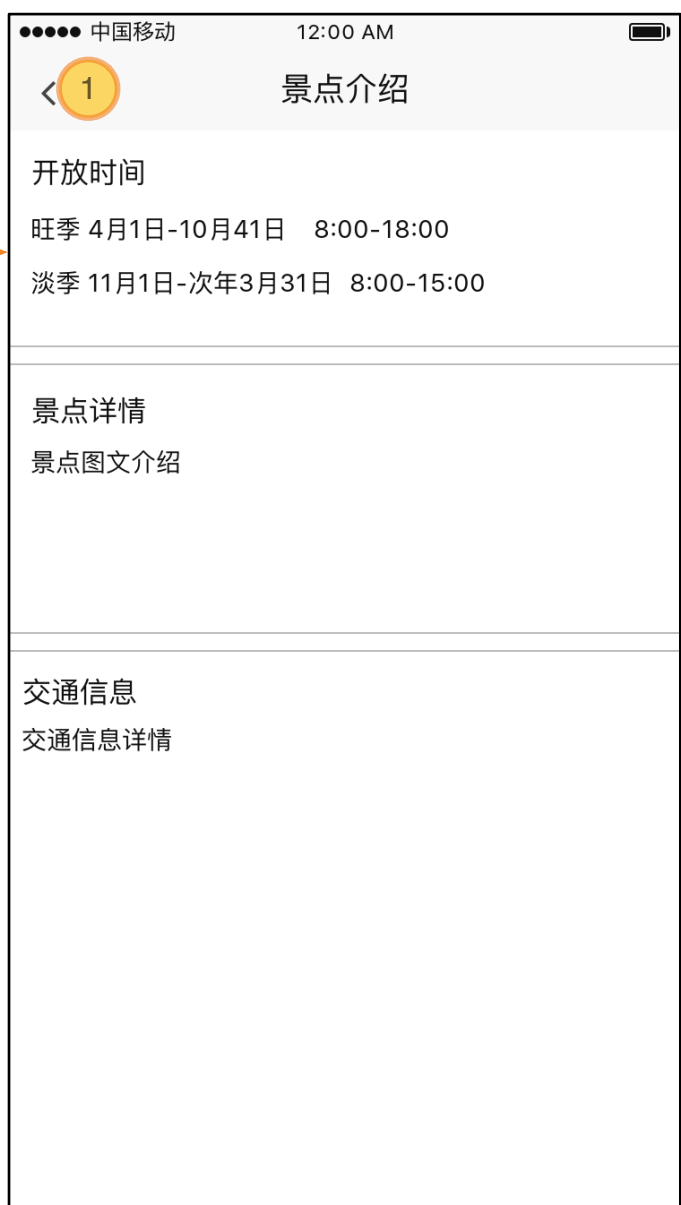 中国移动 12:00 AM
1 景点介绍
开放时间
旺季 4月1日-10月41日 8:00-18:00
淡季 11月1日-次年3月31日 8:00-15:00
景点详情
景点图文介绍
交通信息
交通信息详情